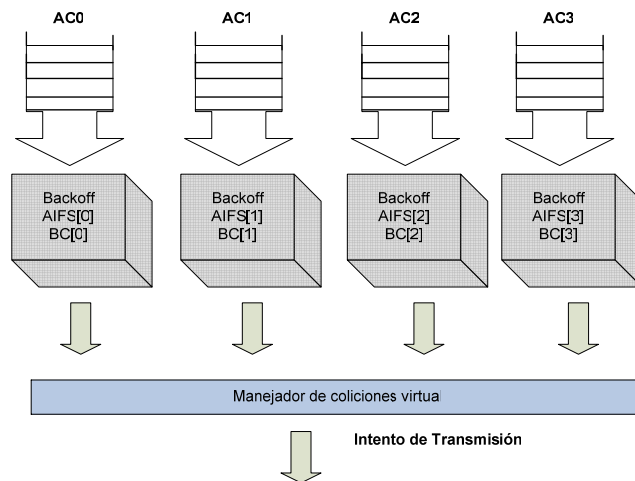 AC0 AC1 AC2 AC3
Backoff
AIFS[0]
BC[0]
Backoff
AIFS[1]
BC[1]
Backoff
AIFS[2]
BC[2]
Backoff
AIFS[3]
BC[3]
Manejador de coliciones virtual
Intento de Transmisión